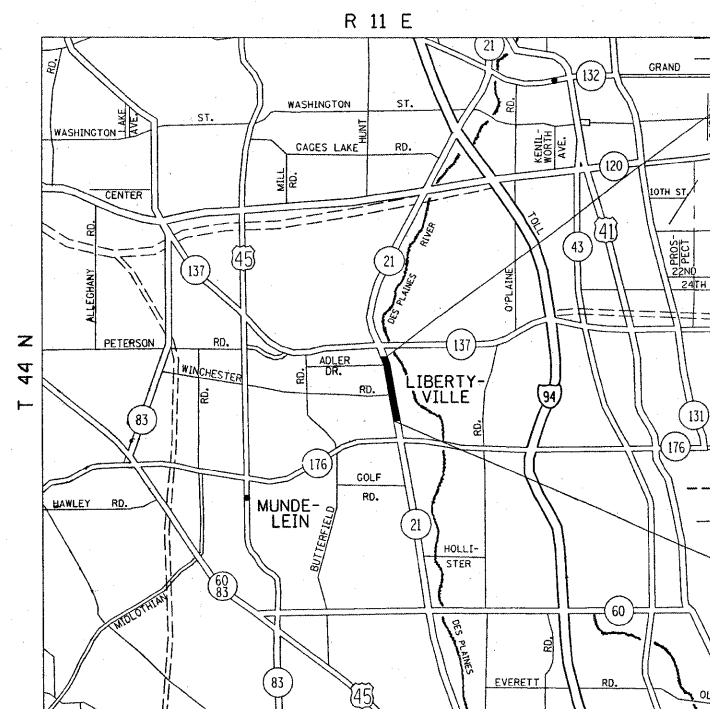 R 11 E
T 44 N
21
132
GRAND
RD.
LAKE
AVE.
WASHINGTON
ST.
WASHINGTON
ST.
HUNT
RD.
KENIL-
WORTH
AVE.
GAGES LAKE
RD.
MILL
RD.
120
CENTER
10TH ST.
ALLEGHANY
RD.
137
45
21
DES PLAINES
RIVER
TOLL
43
41
PROS-
PECT
22ND
24TH
O'PLAINE
RD.
PETERSON
RD.
137
WINCHESTER
RD.
ADLER
DR.
RD.
RD.
LIBERTY-
VILLE
94
83
131
176
176
GOLF
RD.
HAWLEY
RD.
MUNDE-
LEIN
BUTTERFIELD
21
HOLLI-
STER
60
83
MIDLOTHIAN
60
DES PLAINES
RD.
83
45
EVERETT
RD.
OL